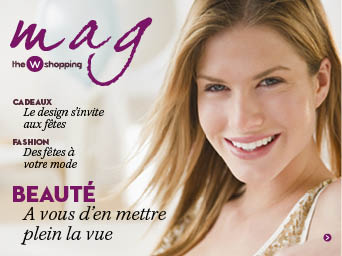 mag
the W shopping
CADEAUX
Le design s'invite
aux fêtes
FASHION
Des fêtes à
votre mode
BEAUTÉ
A vous d'en mettre
plein la vue